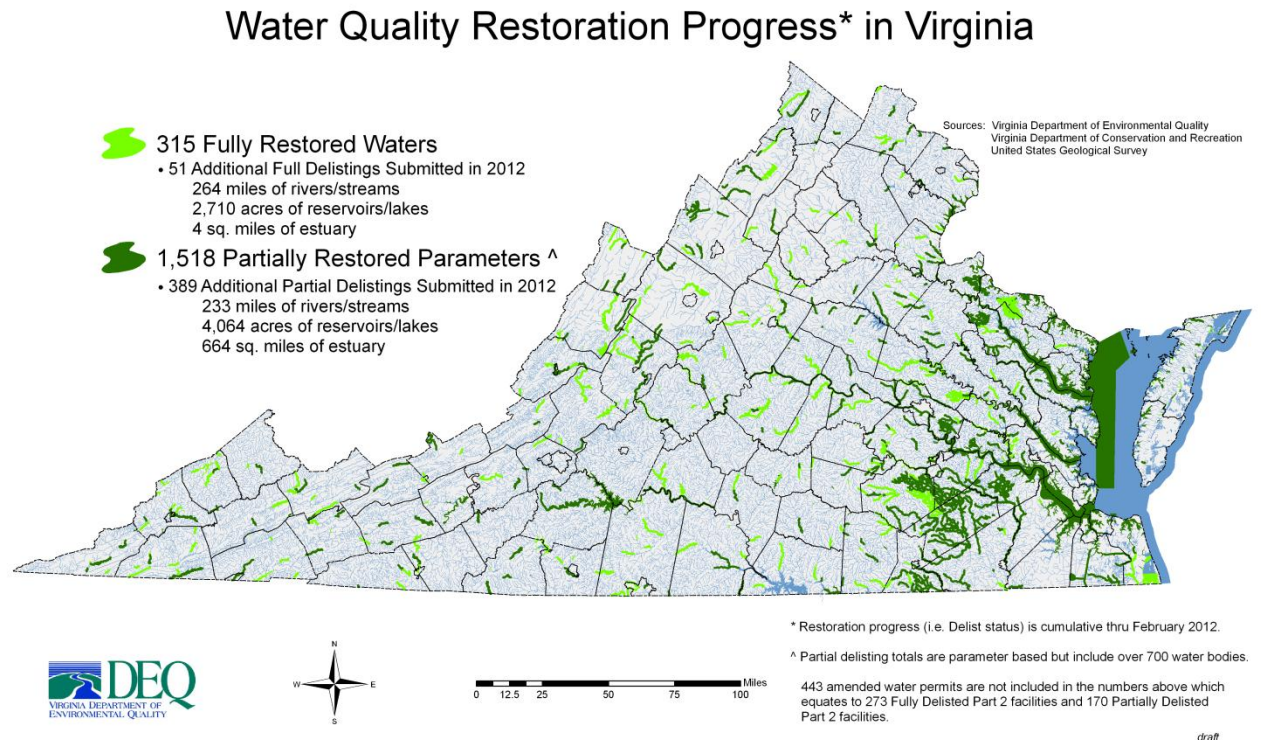 Water Quality Restoration Progress* in Virginia
315 Fully Restored Waters
• 51 Additional Full Delistings Submitted in 2012
264 miles of rivers/streams
2,710 acres of reservoirs/lakes
4 sq. miles of estuary
1,518 Partially Restored Parameters ^
• 389 Additional Partial Delistings Submitted in 2012
233 miles of rivers/streams
4,064 acres of reservoirs/lakes
664 sq. miles of estuary
Sources: Virginia Department of Environmental Quality
Virginia Department of Conservation and Recreation
United States Geological Survey
* Restoration progress (i.e. Delist status) is cumulative thru February 2012.
^ Partial delisting totals are parameter based but include over 700 water bodies.
443 amended water permits are not included in the numbers above which
equates to 273 Fully Delisted Part 2 facilities and 170 Partially Delisted
Part 2 facilities.
draft
DEQ
VIRGINIA DEPARTMENT OF
ENVIRONMENTAL QUALITY
N
W E
S
Miles
0 12.5 25 50 75 100